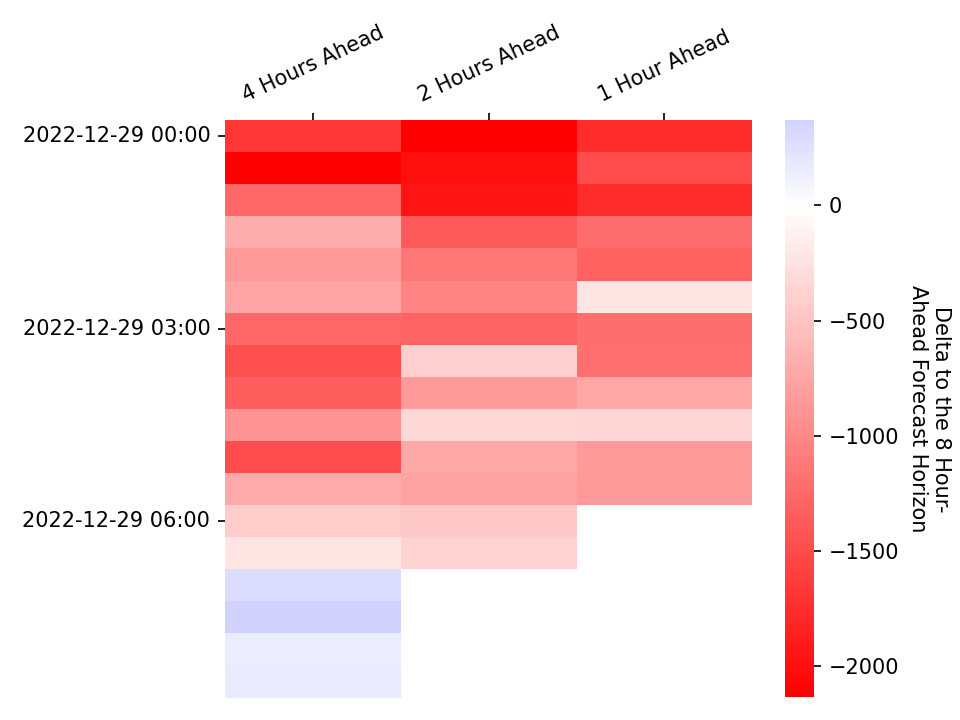 4 Hours Ahead
2 Hours Ahead
1 Hour Ahead
2022-12-29 00:00
2022-12-29 03:00
2022-12-29 06:00
0
−500
−1000
−1500
−2000
Delta to the 8 Hour-
Ahead Forecast Horizon